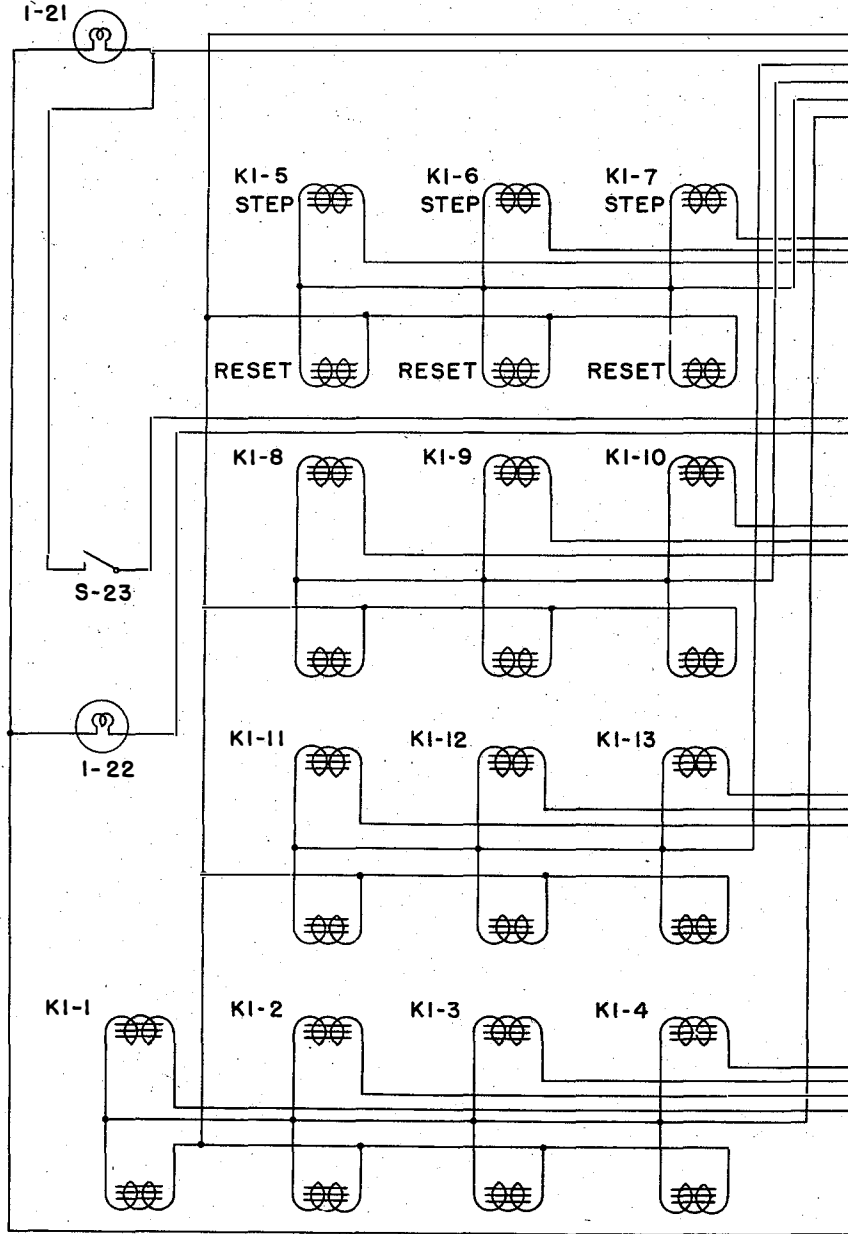 I-21
K1-5
STEP
K1-6
STEP
K1-7
STEP
RESET
RESET
RESET
K1-8
K1-9
K1-10
S-23
I-22
K1-11
K1-12
K1-13
K1-1
K1-2
K1-3
K1-4